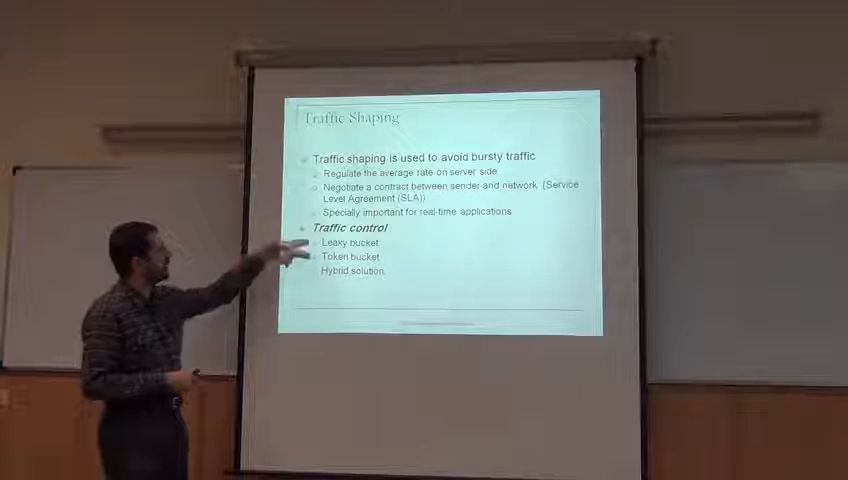 Traffic Shaping
Traffic shaping is used to avoid bursty traffic
Regulate the average rate on server side
Negotiate a contract between sender and network (Service
Level Agreement (SLA))
Specially important for real-time applications
Traffic control
Leaky bucket
Token bucket
Hybrid solution